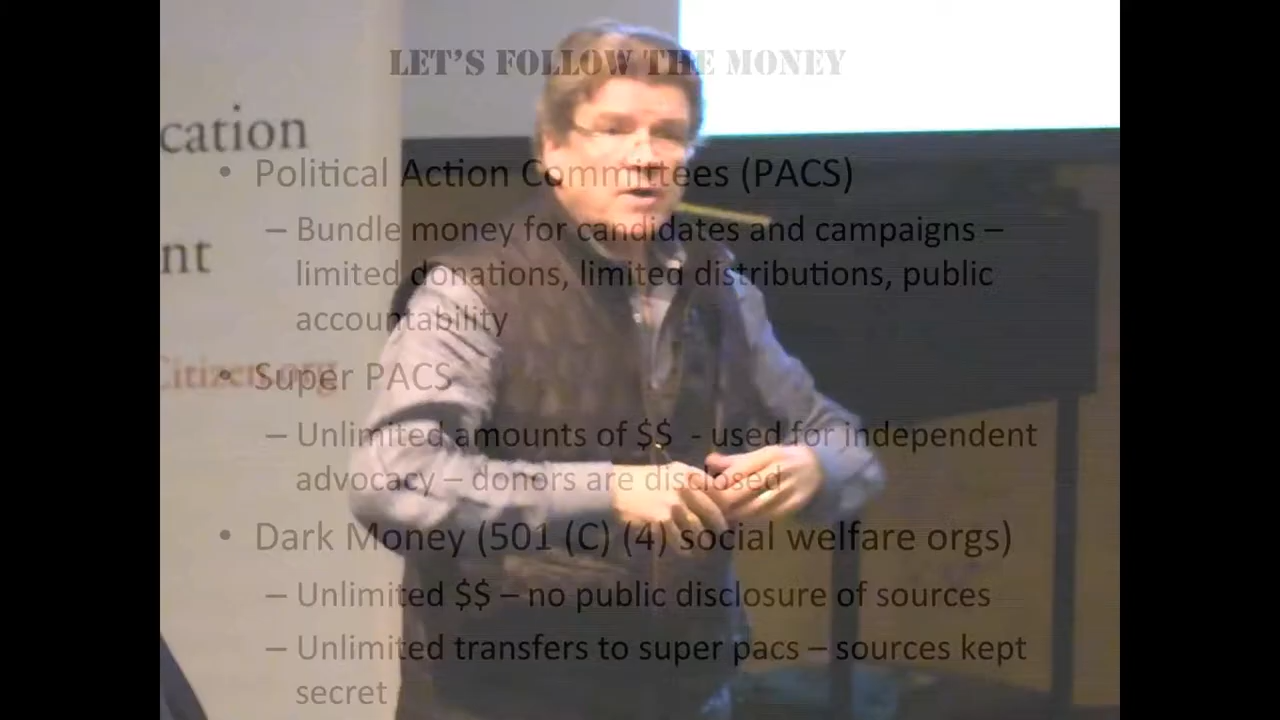 LET'S FOLLOW THE MONEY
cation
nt
Citizen.org
• Political Action Committees (PACS)
– Bundle money for candidates and campaigns –
limited donations, limited distributions, public
accountability
• Super PACS
– Unlimited amounts of $$ - used for independent
advocacy – donors are disclosed
• Dark Money (501 (C) (4) social welfare orgs)
– Unlimited $$ – no public disclosure of sources
– Unlimited transfers to super pacs – sources kept
secret